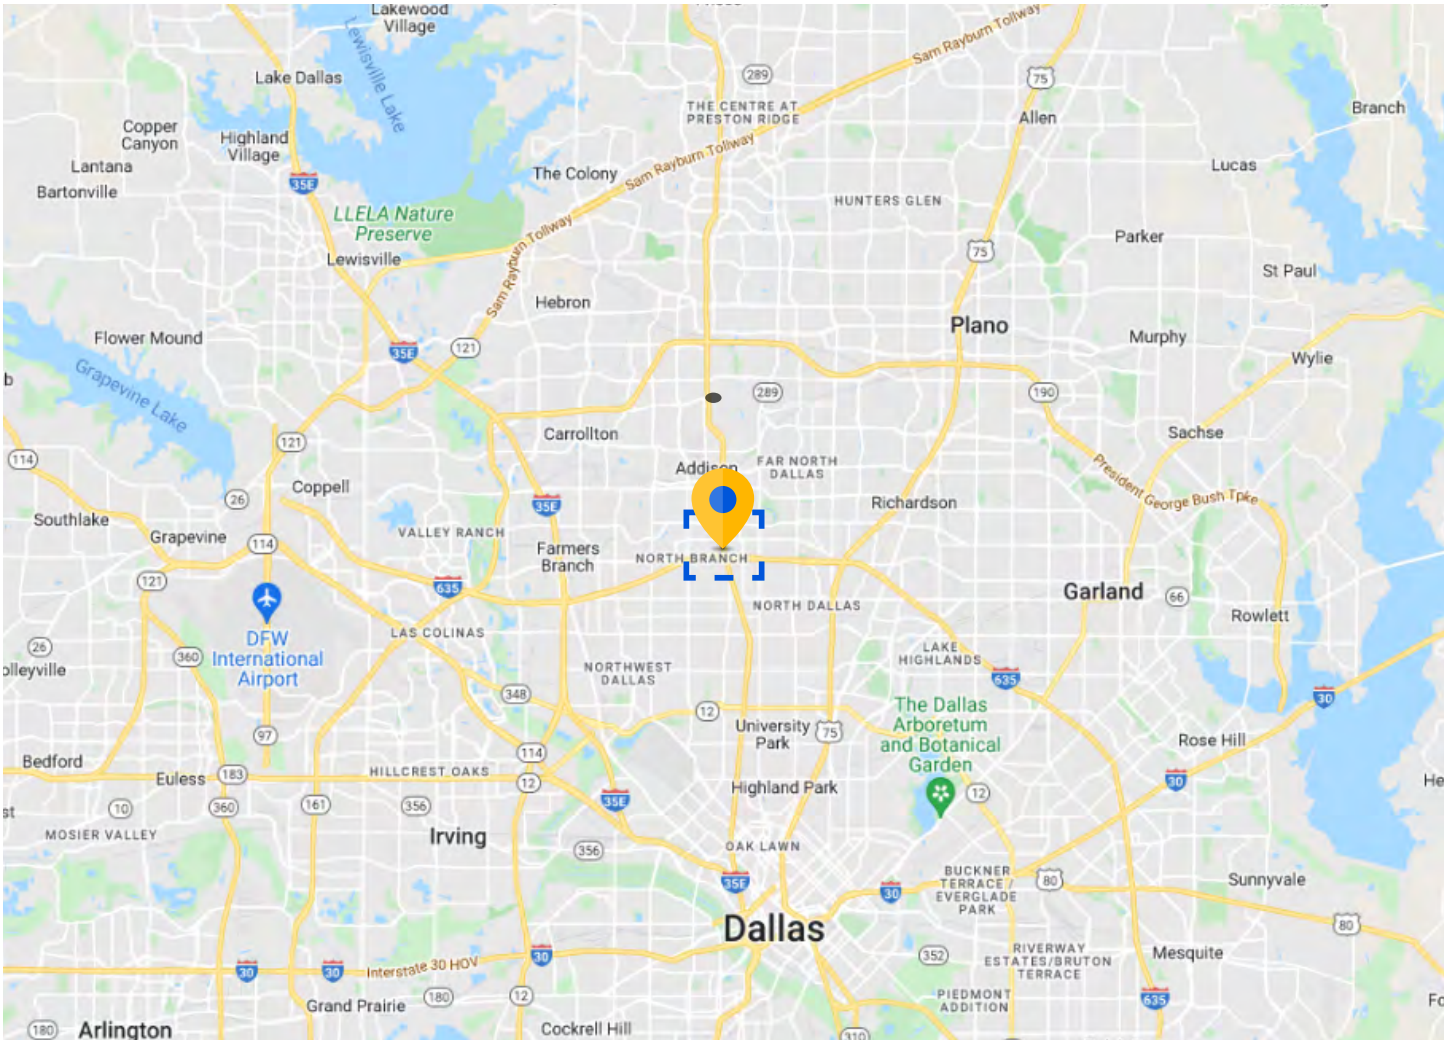 Lakewood
Village
Lewisville Lake
Sam Rayburn Tollway
Lake Dallas
289
75
THE CENTRE AT
PRESTON RIDGE
Allen
Branch
Copper
Canyon
Highland
Village
Sam Rayburn Tollway
Lantana
Bartonville
35E
The Colony
Lucas
HUNTERS GLEN
LLELA Nature
Preserve
Sam Rayburn Tollway
Parker
Lewisville
75
St Paul
Hebron
Plano
Flower Mound
35E
121
Murphy
Wylie
Grapevine Lake
b
289
190
121
Carrollton
Sachse
114
Addison
FAR NORTH
DALLAS
President George Bush Tpke
26
Coppell
35E
Richardson
Southlake
Grapevine
114
VALLEY RANCH
Farmers
Branch
NORTH BRANCH
121
635
Garland
66
NORTH DALLAS
Rowlett
DFW
International
Airport
LAS COLINAS
26
360
olleyville
LAKE
HIGHLANDS
NORTHWEST
DALLAS
635
348
30
The Dallas
Arboretum
and Botanical
Garden
12
University
Park
75
97
114
Rose Hill
Bedford
Euless
183
HILLCREST OAKS
12
30
Highland Park
12
He
st
10
360
161
356
35E
MOSIER VALLEY
Irving
356
OAK LAWN
35E
30
BUCKNER
TERRACE /
EVERGLADE
PARK
80
Sunnyvale
Dallas
80
30
30
Interstate 30 HOV
30
352
RIVERWAY
ESTATES/BRUTON
TERRACE
Mesquite
Grand Prairie
180
12
PIEDMONT
ADDITION
635
Fo
180
Arlington
Cockrell Hill
310